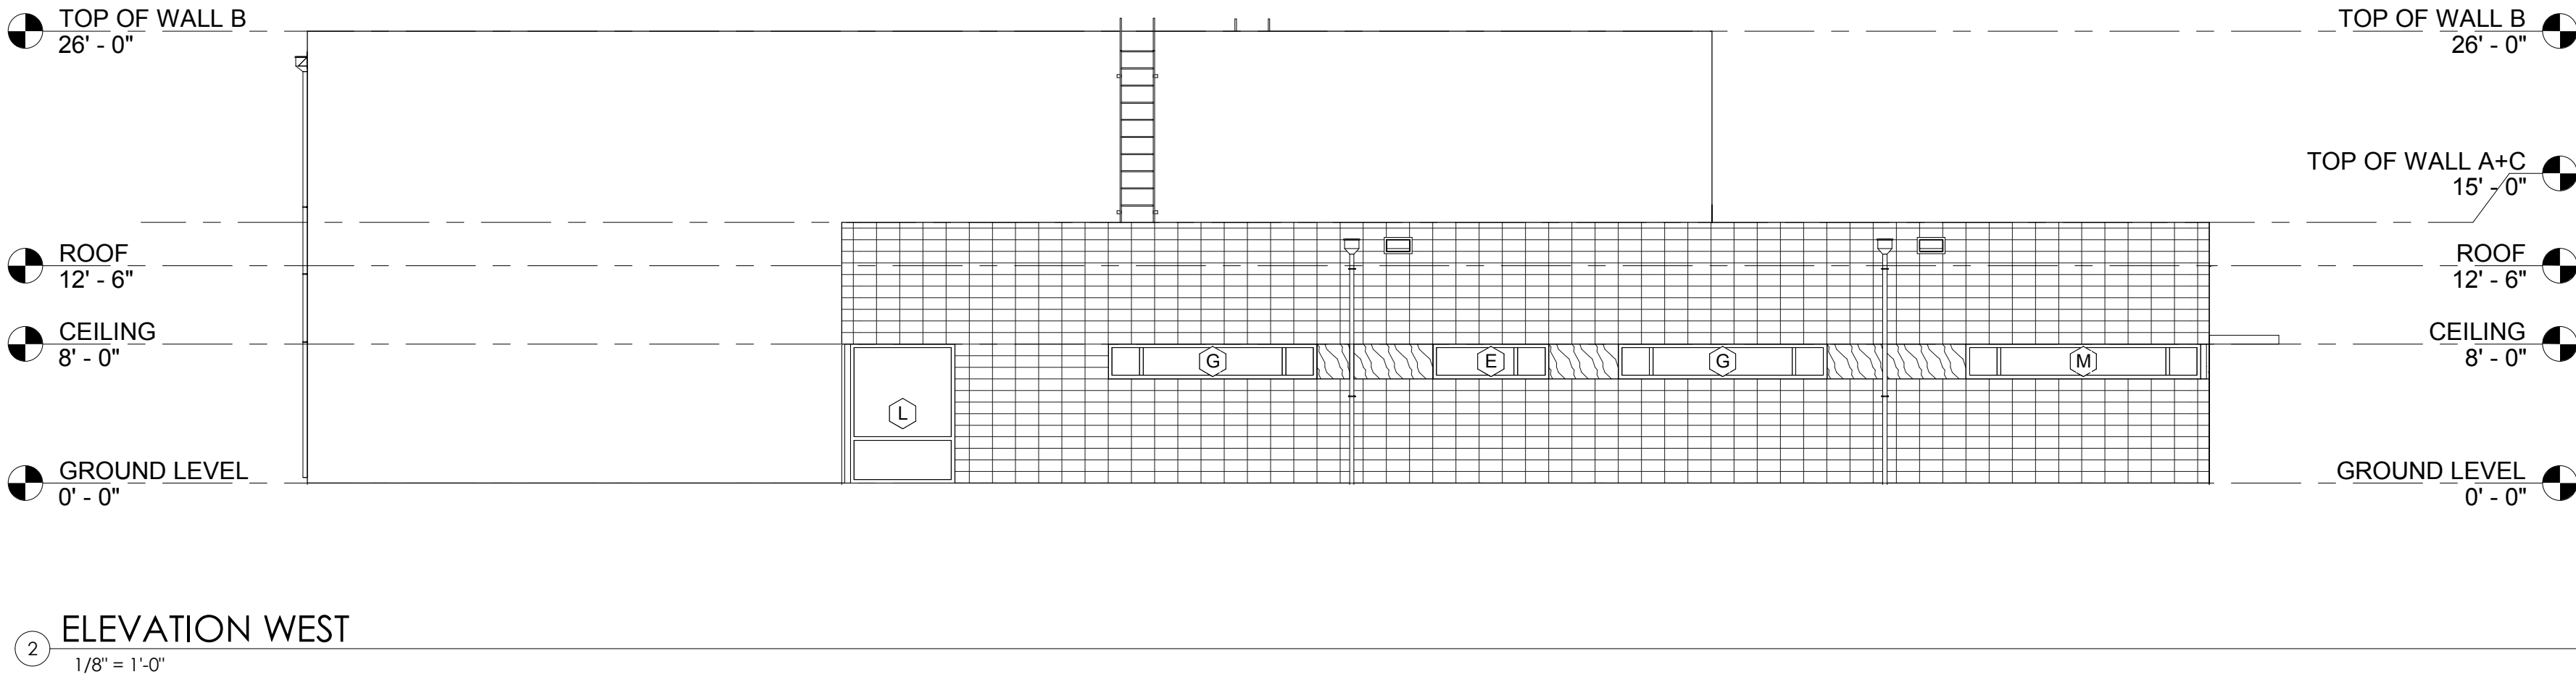 TOP OF WALL B
26' - 0"
TOP OF WALL B
26' - 0"
TOP OF WALL A+C
15' - 0"
ROOF
12' - 6"
ROOF
12' - 6"
CEILING
8' - 0"
CEILING
8' - 0"
G
E
G
M
L
GROUND LEVEL
0' - 0"
GROUND LEVEL
0' - 0"
2
ELEVATION WEST
1/8" = 1'-0"